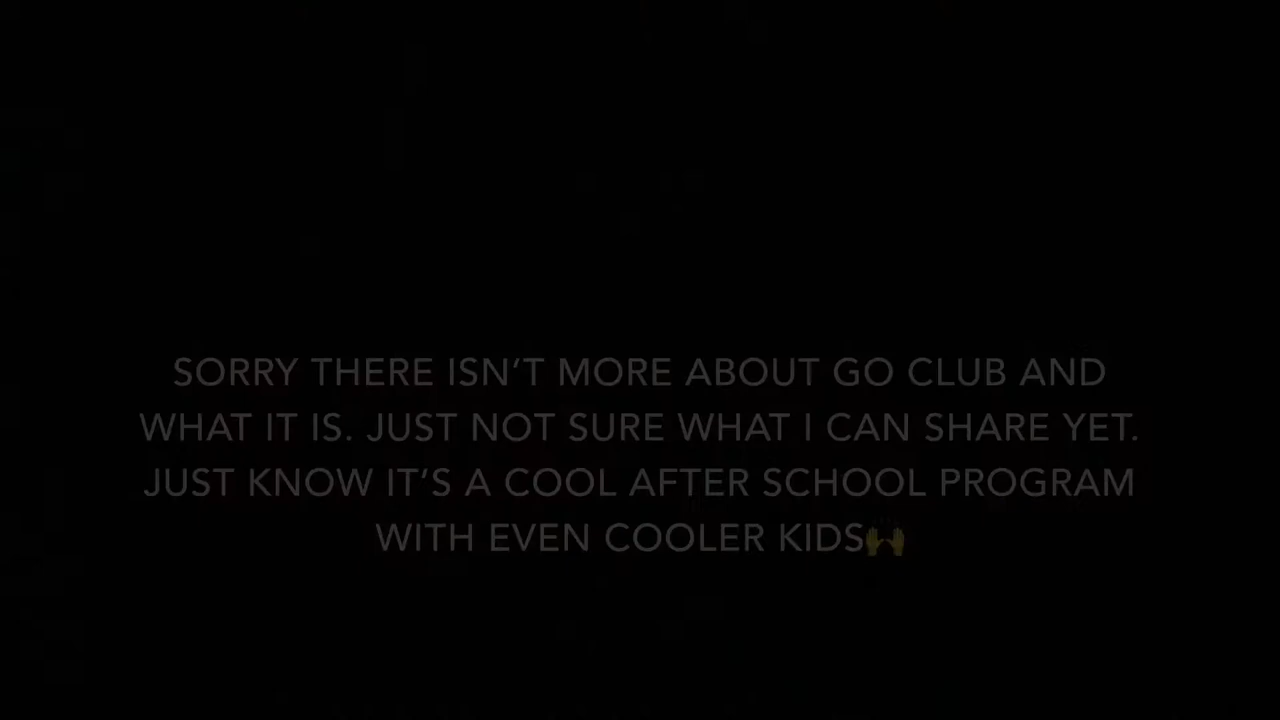 SORRY THERE ISN’T MORE ABOUT GO CLUB AND
WHAT IT IS. JUST NOT SURE WHAT I CAN SHARE YET.
JUST KNOW IT’S A COOL AFTER SCHOOL PROGRAM
WITH EVEN COOLER KIDS🙌